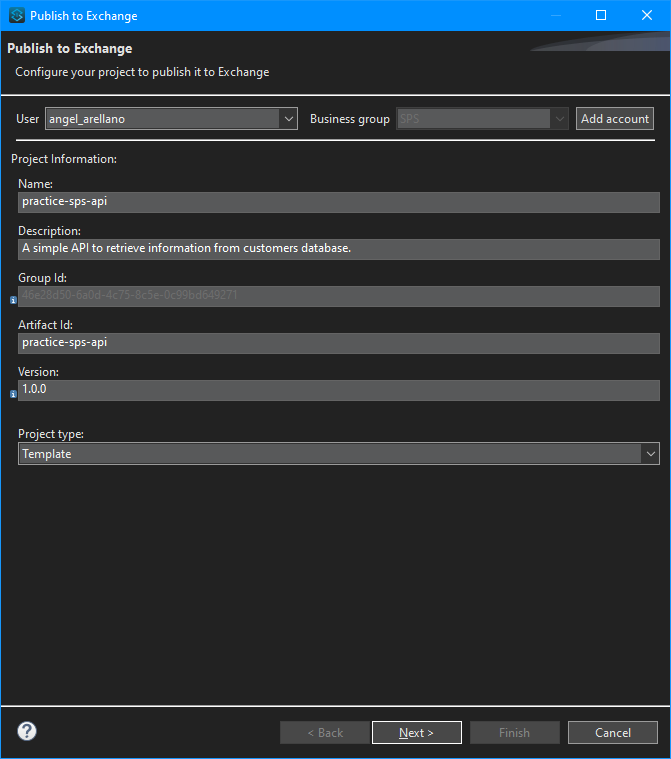 Publish to Exchange
Publish to Exchange
Configure your project to publish it to Exchange
User angel_arellano Business group SPS Add account
Project Information:
Name:
practice-sps-api
Description:
A simple API to retrieve information from customers database.
Group Id:
46e28d50-6a0d-4c75-8c5e-0c99bd649271
Artifact Id:
practice-sps-api
Version:
1.0.0
Project type:
Template
< Back Next > Finish Cancel